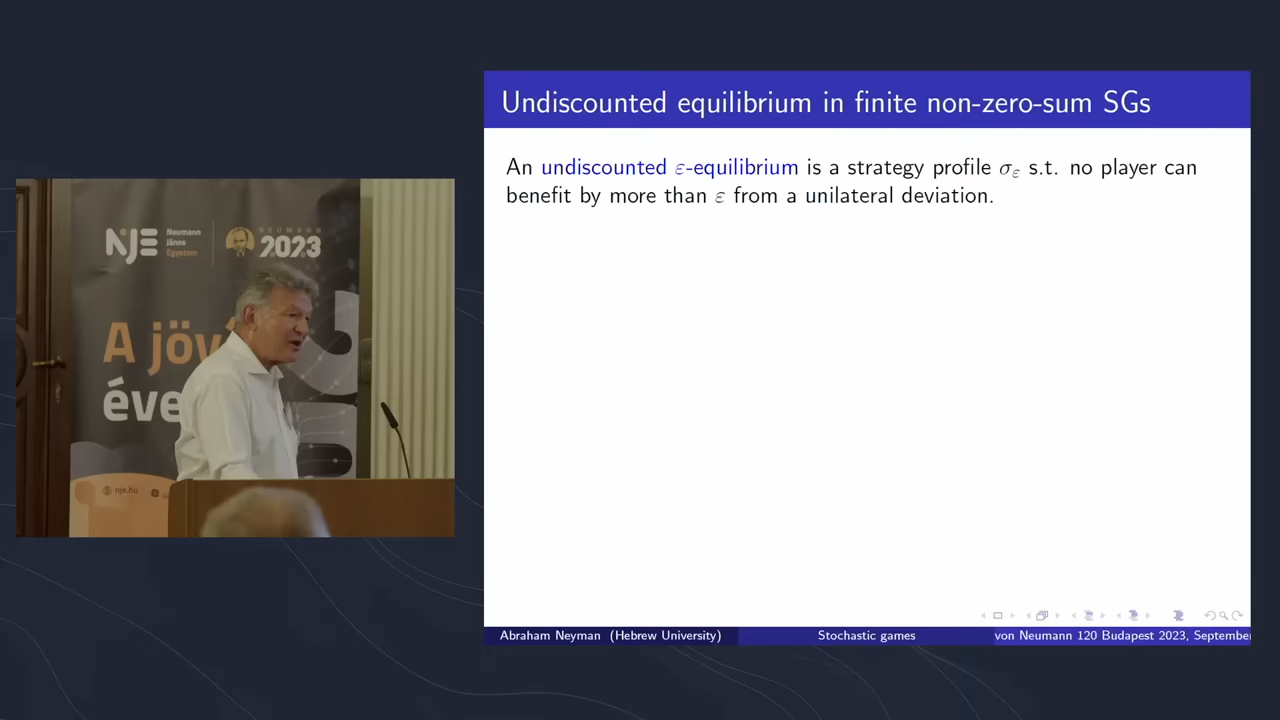 NJE
Neumann
János
Egyetem
NEUMANN
2023
A jöv
éve
nje.hu
Undiscounted equilibrium in finite non-zero-sum SGs
An undiscounted ε-equilibrium is a strategy profile σε s.t. no player can
benefit by more than ε from a unilateral deviation.
Abraham Neyman (Hebrew University)
Stochastic games
von Neumann 120 Budapest 2023, September